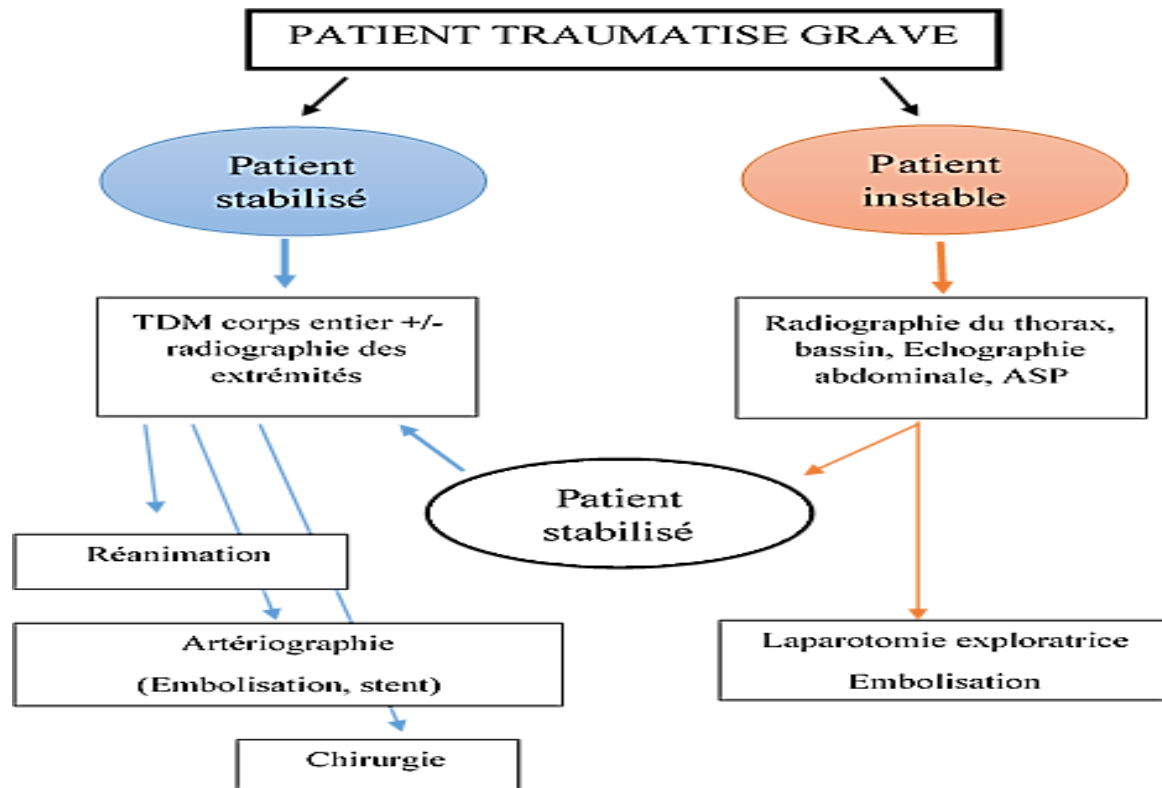 PATIENT TRAUMATISE GRAVE
Patient
stabilisé
Patient
instable
TDM corps entier +/-
radiographie des
extrémités
Radiographie du thorax,
bassin, Echographie
abdominale, ASP
Patient
stabilisé
Réanimation
Artériographie
(Embolisation, stent)
Laparotomie exploratrice
Embolisation
Chirurgie